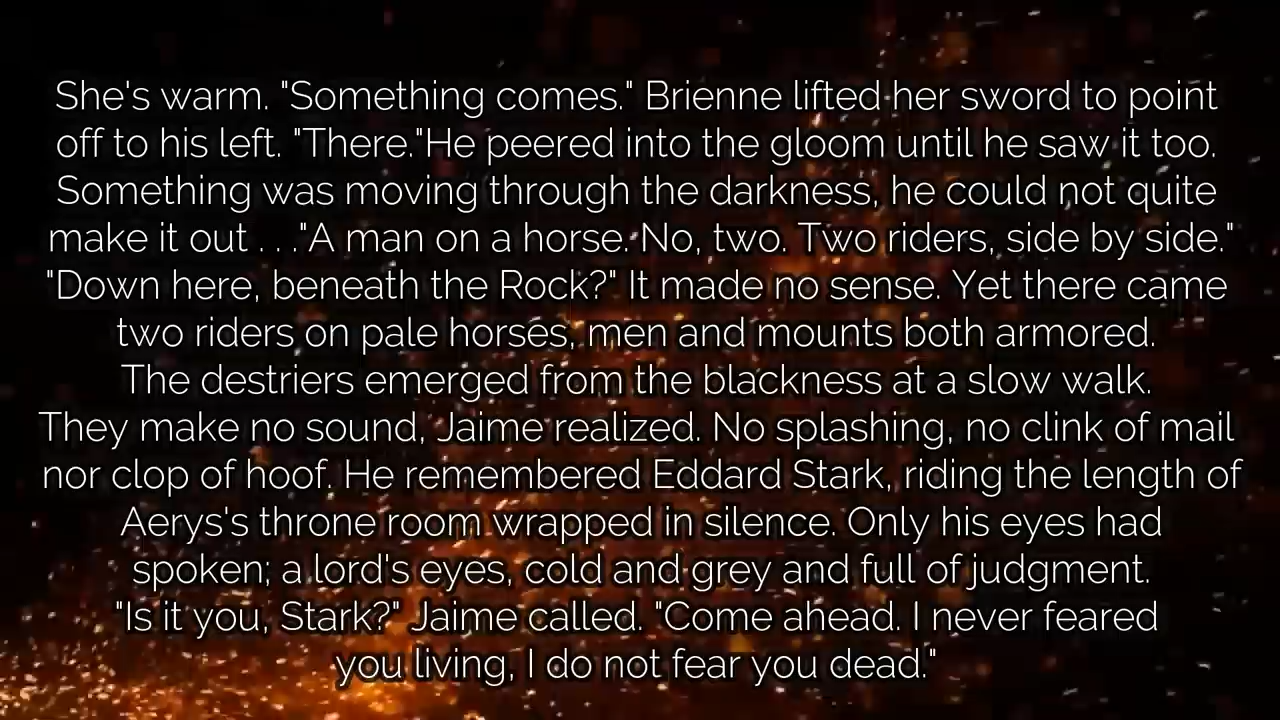 She's warm. "Something comes." Brienne lifted her sword to point
off to his left. "There."He peered into the gloom until he saw it too.
Something was moving through the darkness, he could not quite
make it out . . ."A man on a horse. No, two. Two riders, side by side."
"Down here, beneath the Rock?" It made no sense. Yet there came
two riders on pale horses, men and mounts both armored.
The destriers emerged from the blackness at a slow walk.
They make no sound, Jaime realized. No splashing, no clink of mail
nor clop of hoof. He remembered Eddard Stark, riding the length of
Aerys's throne room wrapped in silence. Only his eyes had
spoken; a lord's eyes, cold and grey and full of judgment.
"Is it you, Stark?" Jaime called. "Come ahead. I never feared
you living, I do not fear you dead."